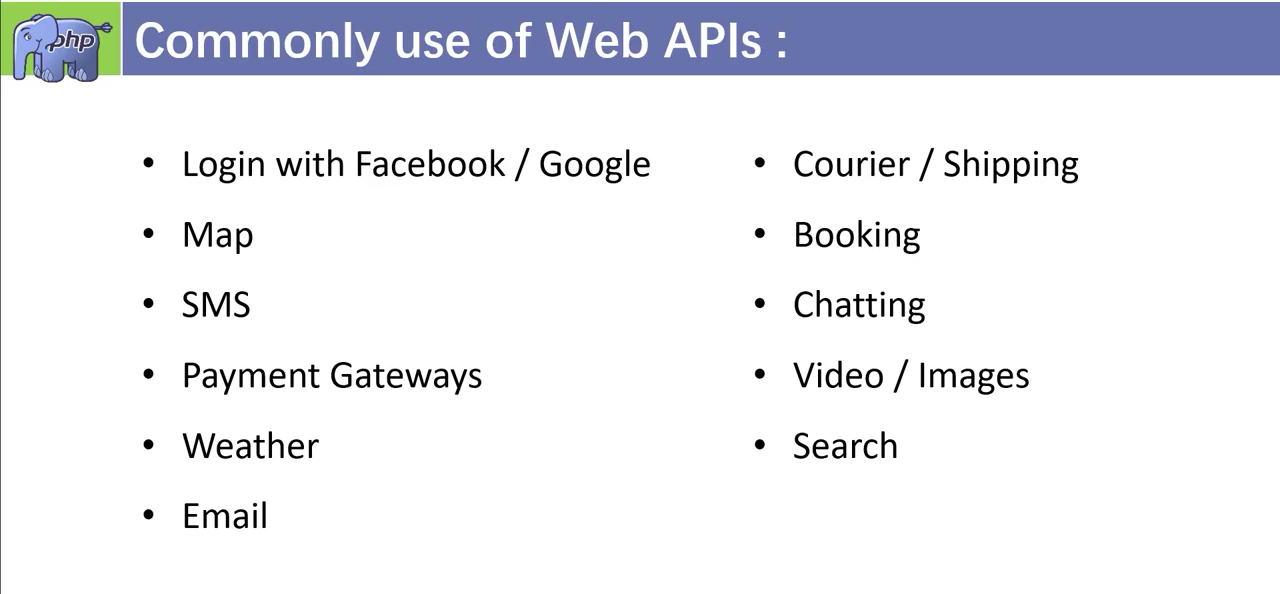 php
Commonly use of Web APIs :
• Login with Facebook / Google
• Map
• SMS
• Payment Gateways
• Weather
• Email
• Courier / Shipping
• Booking
• Chatting
• Video / Images
• Search